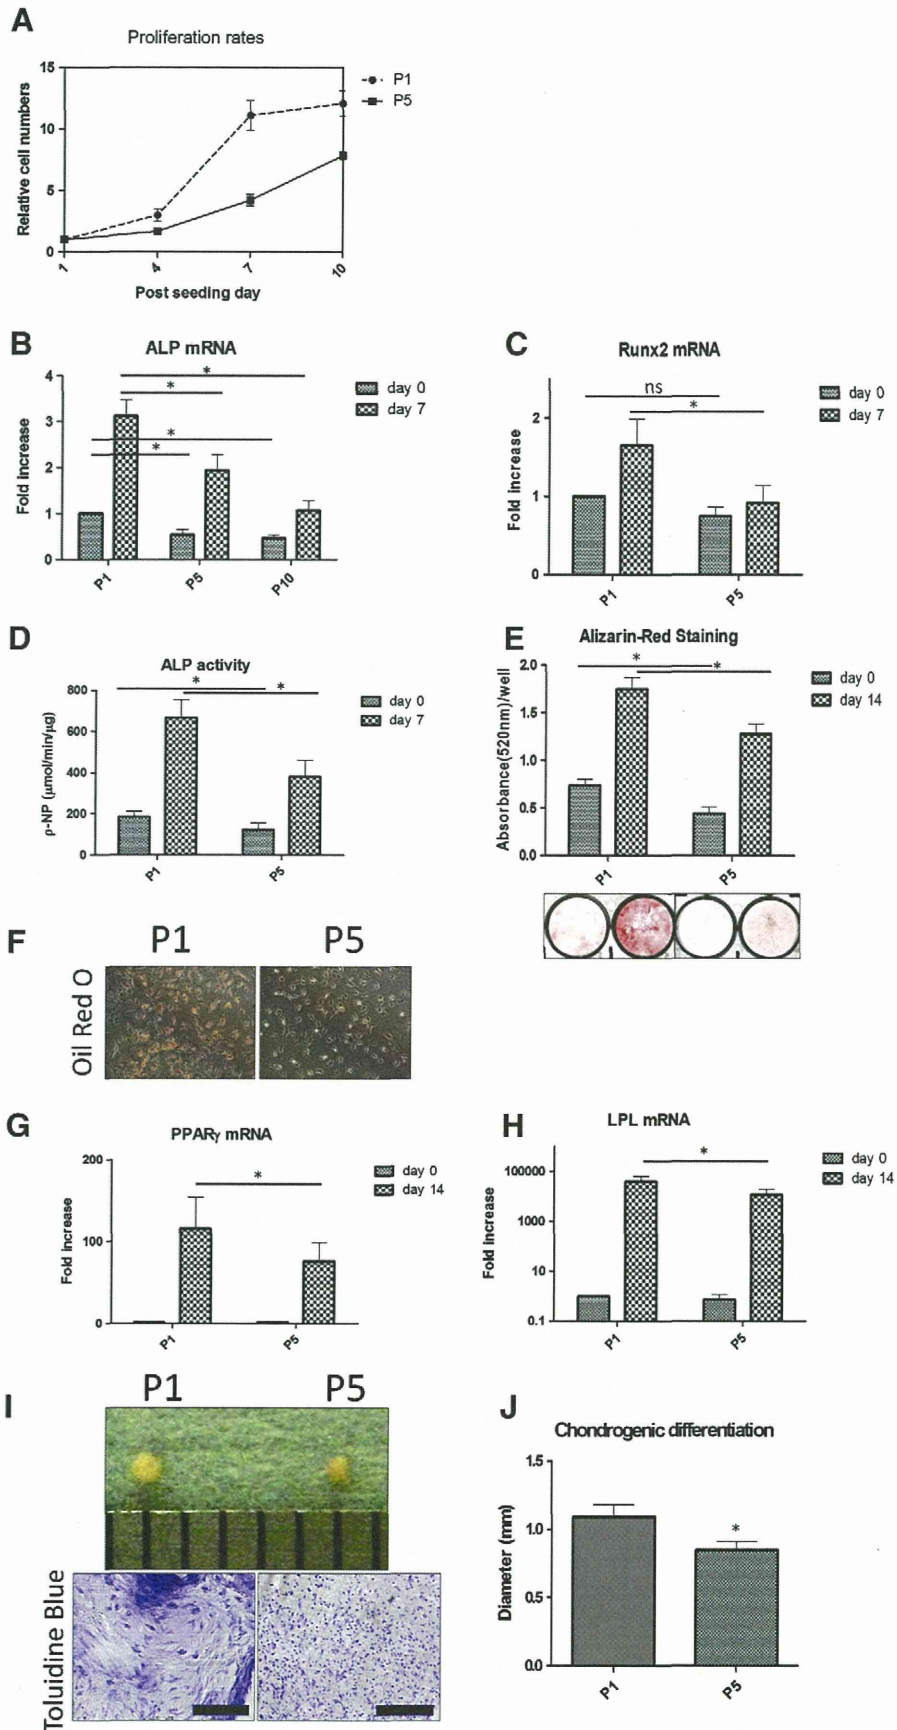 A
Proliferation rates
15
10
5
0
Relative cell numbers
1 4 7 10
Post seeding day
P1
P5
B
ALP mRNA
4
3
2
1
0
Fold increase
* * * *
P1 P5 P10
day 0
day 7
C
Runx2 mRNA
2
1
0
Fold increase
ns
*
P1 P5
day 0
day 7
D
ALP activity
800
600
400
200
0
ρ-NP (µmol/min/µg)
* *
P1 P5
day 0
day 7
E
Alizarin-Red Staining
2.0
1.5
1.0
0.5
0.0
Absorbance(520nm)/well
* *
P1 P5
day 0
day 14
F
P1 P5
Oil Red O
G
PPARγ mRNA
200
100
0
Fold increase
*
P1 P5
day 0
day 14
H
LPL mRNA
100000
1000
10
0.1
Fold increase
*
P1 P5
day 0
day 14
I
P1 P5
Toluidine Blue
J
Chondrogenic differentiation
1.5
1.0
0.5
0.0
Diameter (mm)
*
P1 P5